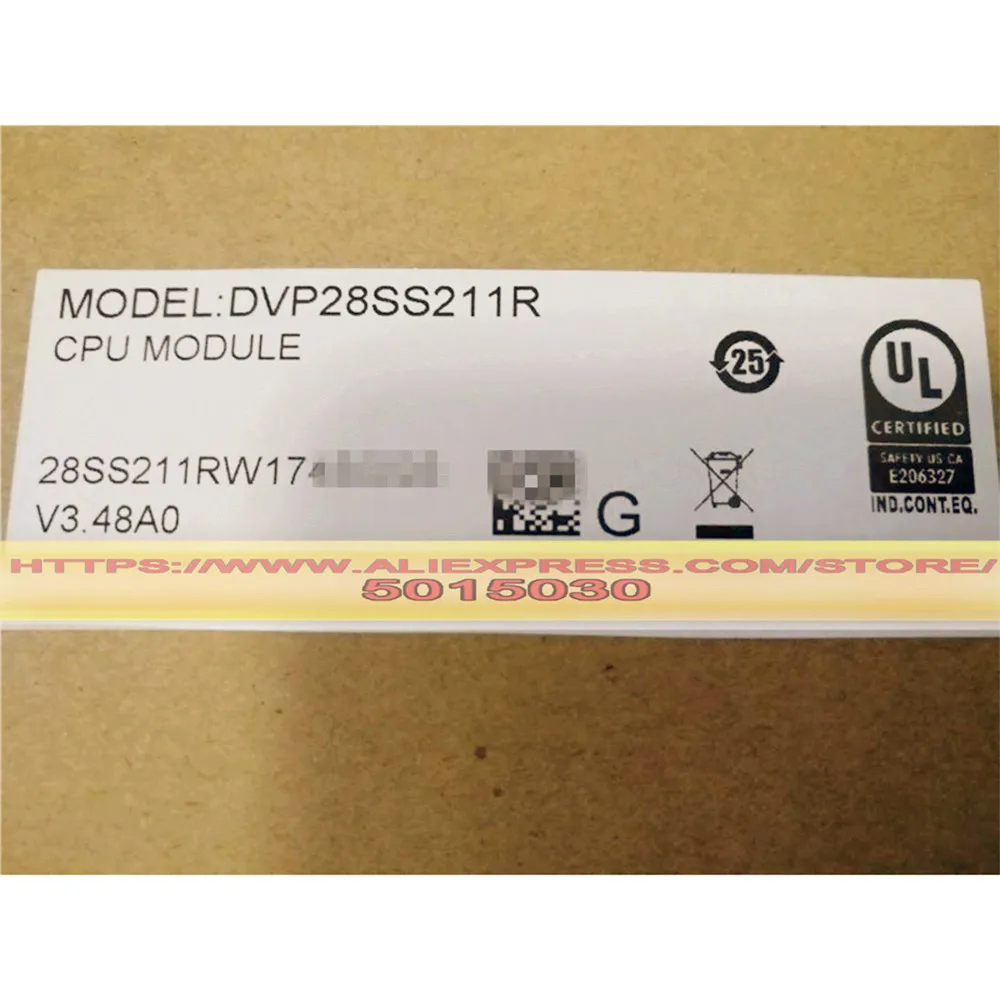 MODEL:DVP28SS211R
CPU MODULE
25
UL
CERTIFIED
SAFETY US CA
E206327
IND.CONT.EQ.
28SS211RW174
V3.48A0
G
HTTPS://WWW.ALIEXPRESS.COM/STORE/
5015030